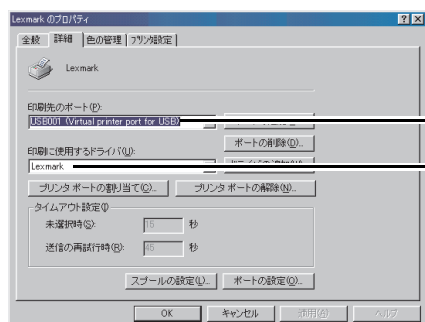 Lexmark のプロパティ
全般 詳細 色の管理 プリンタ設定
Lexmark
印刷先のポート(P):
USB001 (Virtual printer port for USB)
ポートの削除(D)...
印刷に使用するドライバ(U):
Lexmark
プリンタ ポートの割り当て(C)... プリンタ ポートの解除(N)...
タイムアウト設定
未選択時(S): 15 秒
送信の再試行時(R): 45 秒
スプールの設定(L)... ポートの設定(O)...
OK キャンセル 適用(A) ヘルプ